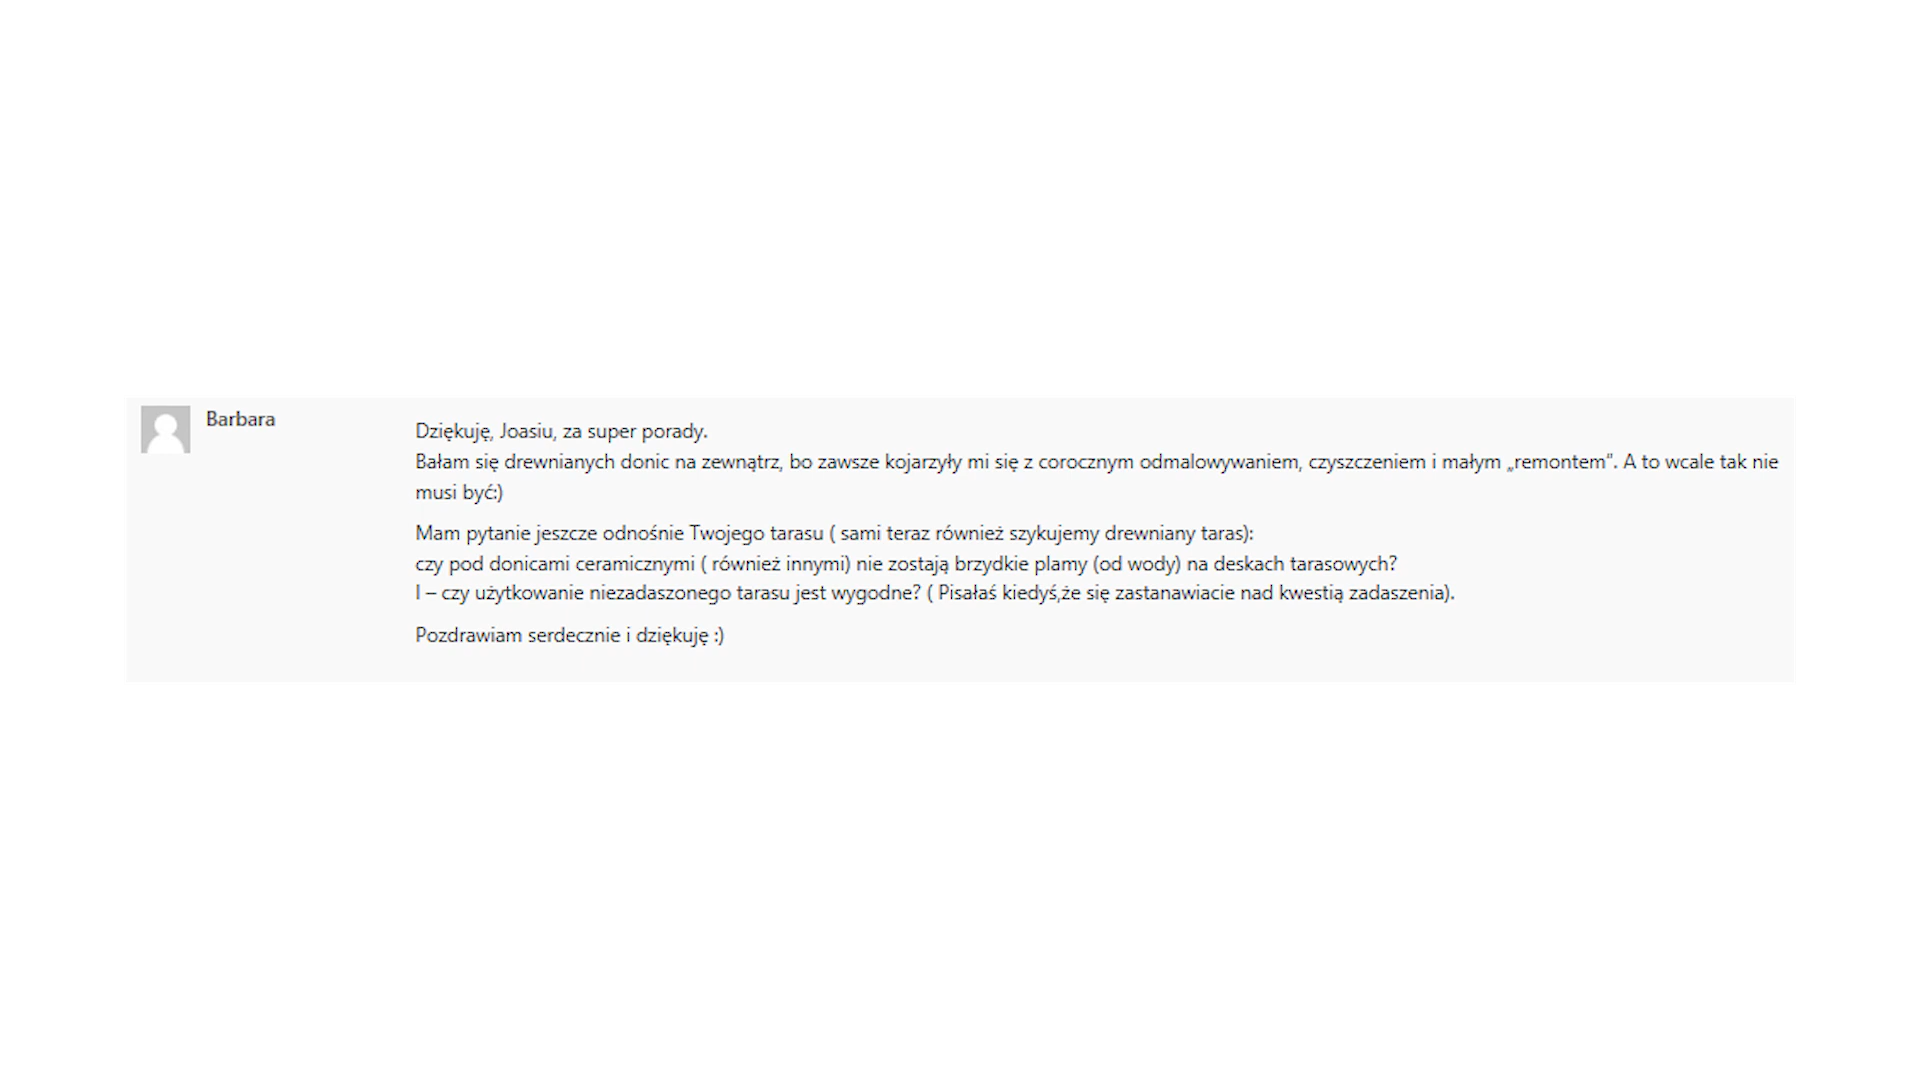 Barbara
Dziękuję, Joasiu, za super porady.
Bałam się drewnianych donic na zewnątrz, bo zawsze kojarzyły mi się z corocznym odmalowywaniem, czyszczeniem i małym „remontem”. A to wcale tak nie
musi być:)
Mam pytanie jeszcze odnośnie Twojego tarasu ( sami teraz również szykujemy drewniany taras):
czy pod donicami ceramicznymi ( również innymi) nie zostają brzydkie plamy (od wody) na deskach tarasowych?
I – czy użytkowanie niezadaszonego tarasu jest wygodne? ( Pisałaś kiedyś,że się zastanawiacie nad kwestią zadaszenia).
Pozdrawiam serdecznie i dziękuję :)